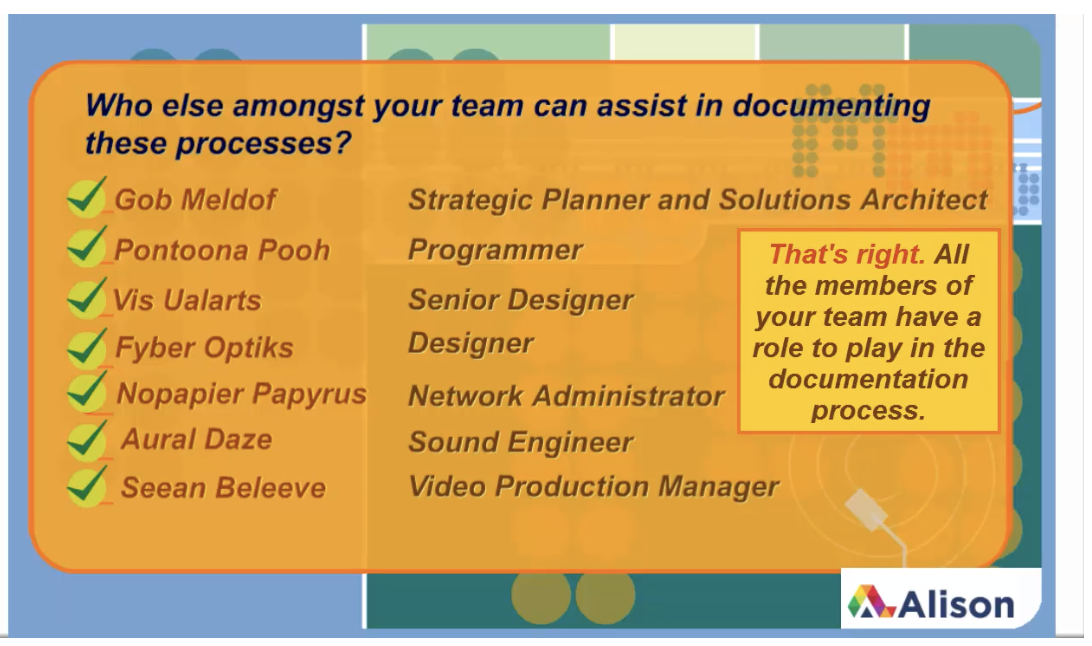 Who else amongst your team can assist in documenting
these processes?
Gob Meldof Strategic Planner and Solutions Architect
Pontoona Pooh Programmer
Vis Ualarts Senior Designer
Fyber Optiks Designer
Nopapier Papyrus Network Administrator
Aural Daze Sound Engineer
Seean Beleeve Video Production Manager
That's right. All
the members of
your team have a
role to play in the
documentation
process.
Alison